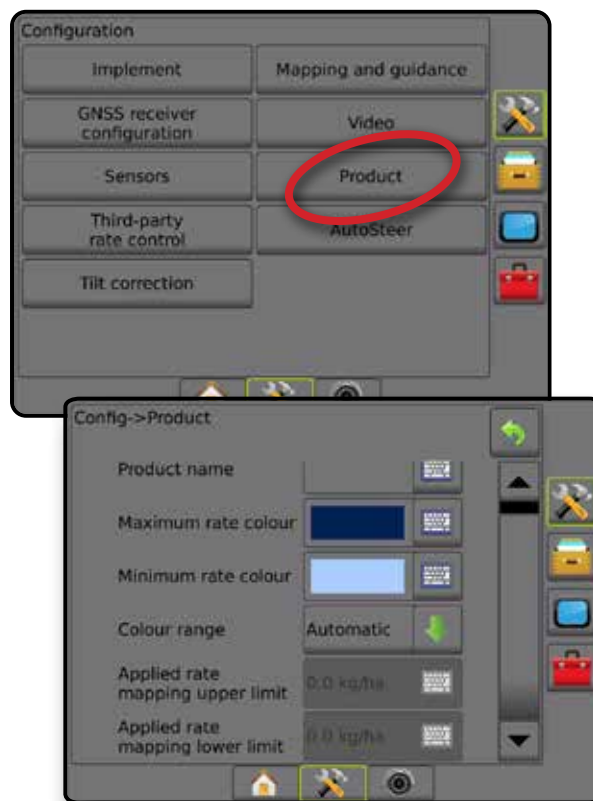 Configuration
Implement
Mapping and guidance
GNSS receiver
configuration
Video
Sensors
Product
Third-party
rate control
AutoSteer
Tilt correction
Config->Product
Product name
Maximum rate colour
Minimum rate colour
Colour range
Automatic
Applied rate
mapping upper limit
0.0 kg/ha
Applied rate
mapping lower limit
0.0 kg/ha